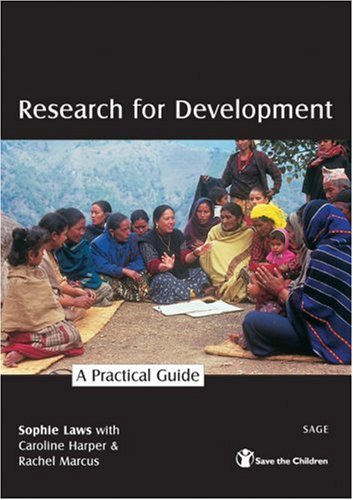 Research for Development
A Practical Guide
Sophie Laws with
Caroline Harper &
Rachel Marcus
SAGE
Save the Children